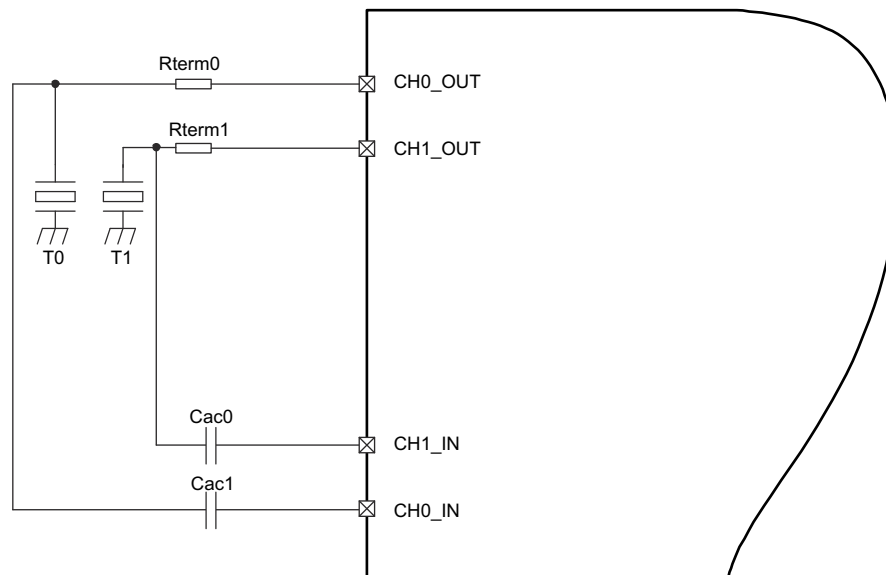 Rterm0
CH0_OUT
Rterm1
CH1_OUT
T0
T1
Cac0
CH1_IN
Cac1
CH0_IN